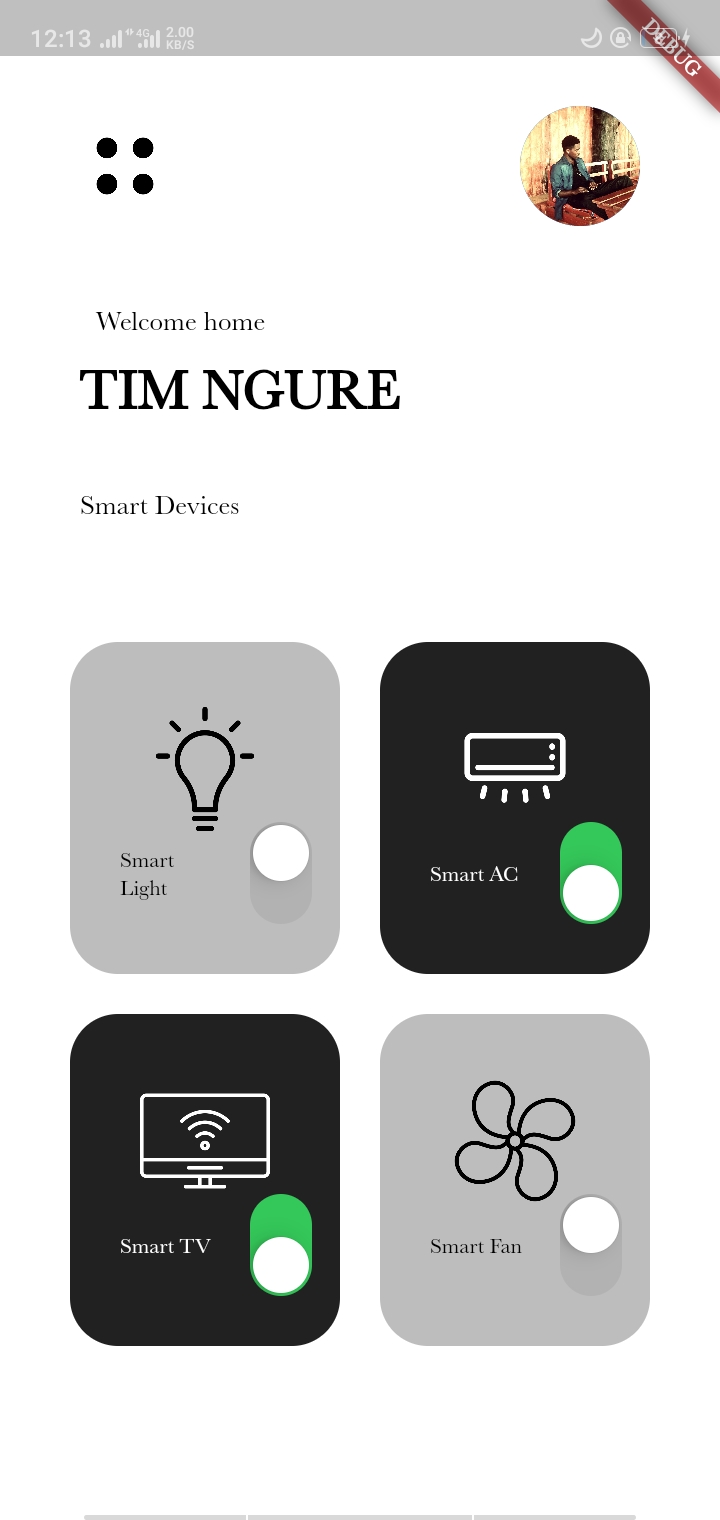 12:13 4G 2.00 KB/S
DEBUG
Welcome home
TIM NGURE
Smart Devices
Smart
Light
Smart AC
Smart TV
Smart Fan